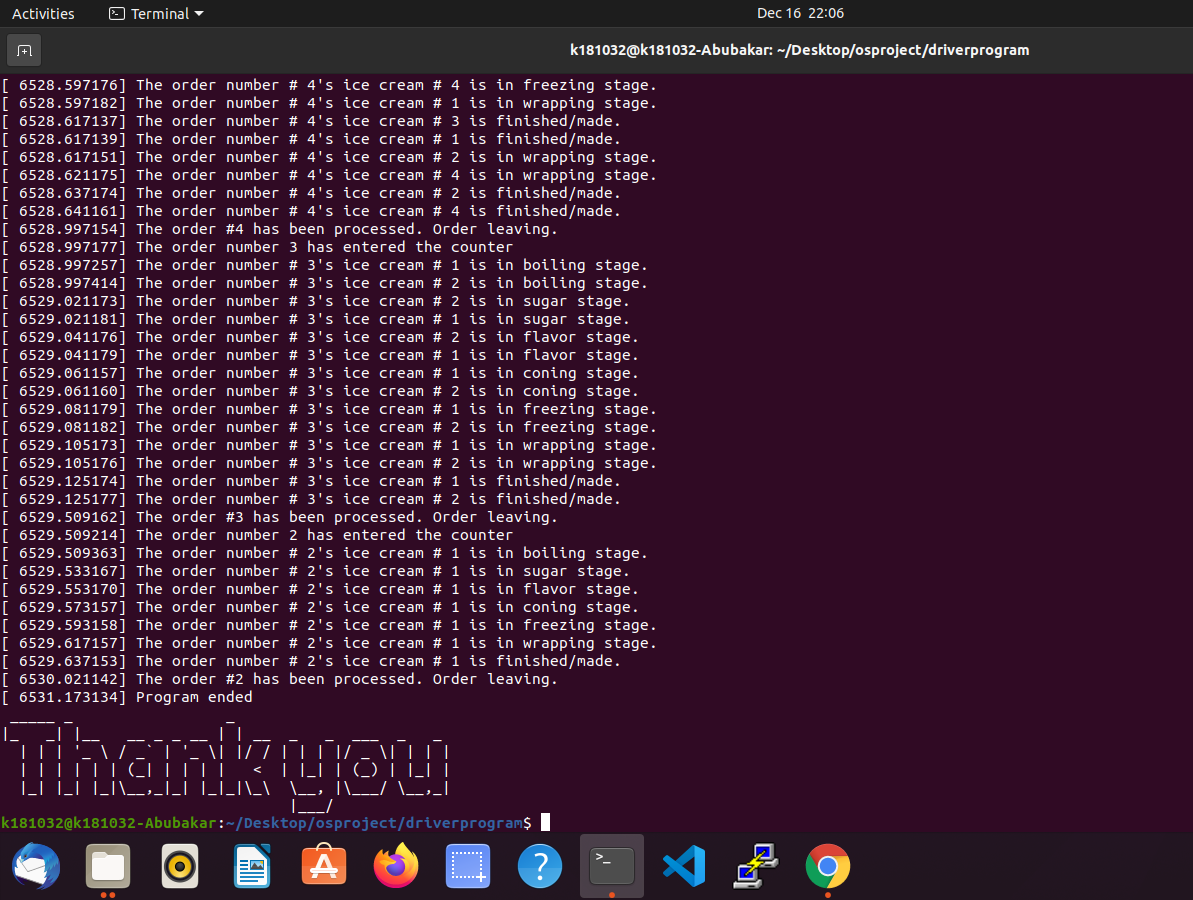 Activities
Terminal
Dec 16 22:06
k181032@k181032-Abubakar: ~/Desktop/osproject/driverprogram
[ 6528.597176] The order number # 4's ice cream # 4 is in freezing stage.
[ 6528.597182] The order number # 4's ice cream # 1 is in wrapping stage.
[ 6528.617137] The order number # 4's ice cream # 3 is finished/made.
[ 6528.617139] The order number # 4's ice cream # 1 is finished/made.
[ 6528.617151] The order number # 4's ice cream # 2 is in wrapping stage.
[ 6528.621175] The order number # 4's ice cream # 4 is in wrapping stage.
[ 6528.637174] The order number # 4's ice cream # 2 is finished/made.
[ 6528.641161] The order number # 4's ice cream # 4 is finished/made.
[ 6528.997154] The order #4 has been processed. Order leaving.
[ 6528.997177] The order number 3 has entered the counter
[ 6528.997257] The order number # 3's ice cream # 1 is in boiling stage.
[ 6528.997414] The order number # 3's ice cream # 2 is in boiling stage.
[ 6529.021173] The order number # 3's ice cream # 2 is in sugar stage.
[ 6529.021181] The order number # 3's ice cream # 1 is in sugar stage.
[ 6529.041176] The order number # 3's ice cream # 2 is in flavor stage.
[ 6529.041179] The order number # 3's ice cream # 1 is in flavor stage.
[ 6529.061157] The order number # 3's ice cream # 1 is in coning stage.
[ 6529.061160] The order number # 3's ice cream # 2 is in coning stage.
[ 6529.081179] The order number # 3's ice cream # 1 is in freezing stage.
[ 6529.081182] The order number # 3's ice cream # 2 is in freezing stage.
[ 6529.105173] The order number # 3's ice cream # 1 is in wrapping stage.
[ 6529.105176] The order number # 3's ice cream # 2 is in wrapping stage.
[ 6529.125174] The order number # 3's ice cream # 1 is finished/made.
[ 6529.125177] The order number # 3's ice cream # 2 is finished/made.
[ 6529.509162] The order #3 has been processed. Order leaving.
[ 6529.509214] The order number 2 has entered the counter
[ 6529.509363] The order number # 2's ice cream # 1 is in boiling stage.
[ 6529.533167] The order number # 2's ice cream # 1 is in sugar stage.
[ 6529.553170] The order number # 2's ice cream # 1 is in flavor stage.
[ 6529.573157] The order number # 2's ice cream # 1 is in coning stage.
[ 6529.593158] The order number # 2's ice cream # 1 is in freezing stage.
[ 6529.617157] The order number # 2's ice cream # 1 is in wrapping stage.
[ 6529.637153] The order number # 2's ice cream # 1 is finished/made.
[ 6530.021142] The order #2 has been processed. Order leaving.
[ 6531.173134] Program ended
Thank you
k181032@k181032-Abubakar:~/Desktop/osproject/driverprogram$